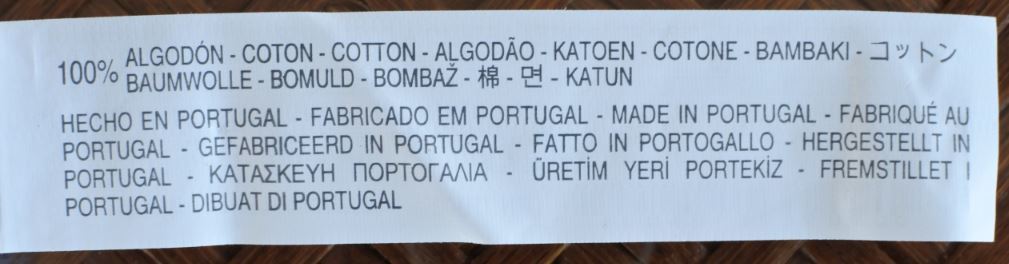 100% ALGODÓN - COTON - COTTON - ALGODÃO - KATOEN - COTONE - BAMBAKI - コットン
BAUMWOLLE - BOMULD - BOMBAŽ - 棉 - 면 - KATUN
HECHO EN PORTUGAL - FABRICADO EM PORTUGAL - MADE IN PORTUGAL - FABRIQUÉ AU
PORTUGAL - GEFABRICEERD IN PORTUGAL - FATTO IN PORTOGALLO - HERGESTELLT IN
PORTUGAL - ΚΑΤΑΣΚΕΥΗ ΠΟΡΤΟΓΑΛΙΑ - ÜRETİM YERİ PORTEKİZ - FREMSTILLET I
PORTUGAL - DIBUAT DI PORTUGAL